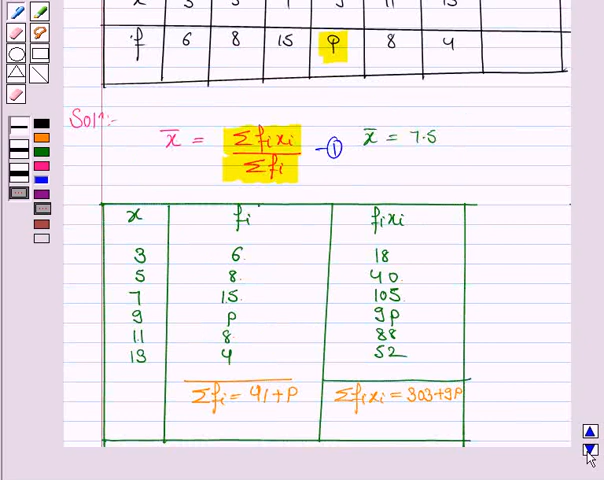 x 3 5 7 9 11 13
f 6 8 15 P 8 4
Soln:-
x̄ = Σfixi / Σfi -① x̄ = 7.5
x fi fixi
3 6 18
5 8 40
7 15 105
9 P 9P
11 8 88
13 4 52
Σfi = 41+P Σfixi = 303+9P